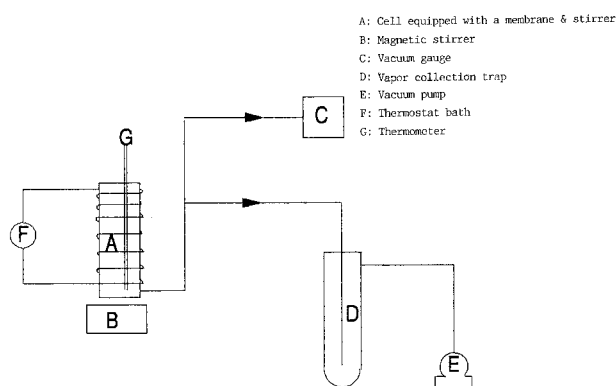 A: Cell equipped with a membrane & stirrer
B: Magnetic stirrer
C: Vacuum gauge
D: Vapor collection trap
E: Vacuum pump
F: Thermostat bath
G: Thermometer
C
G
F
A
B
D
E